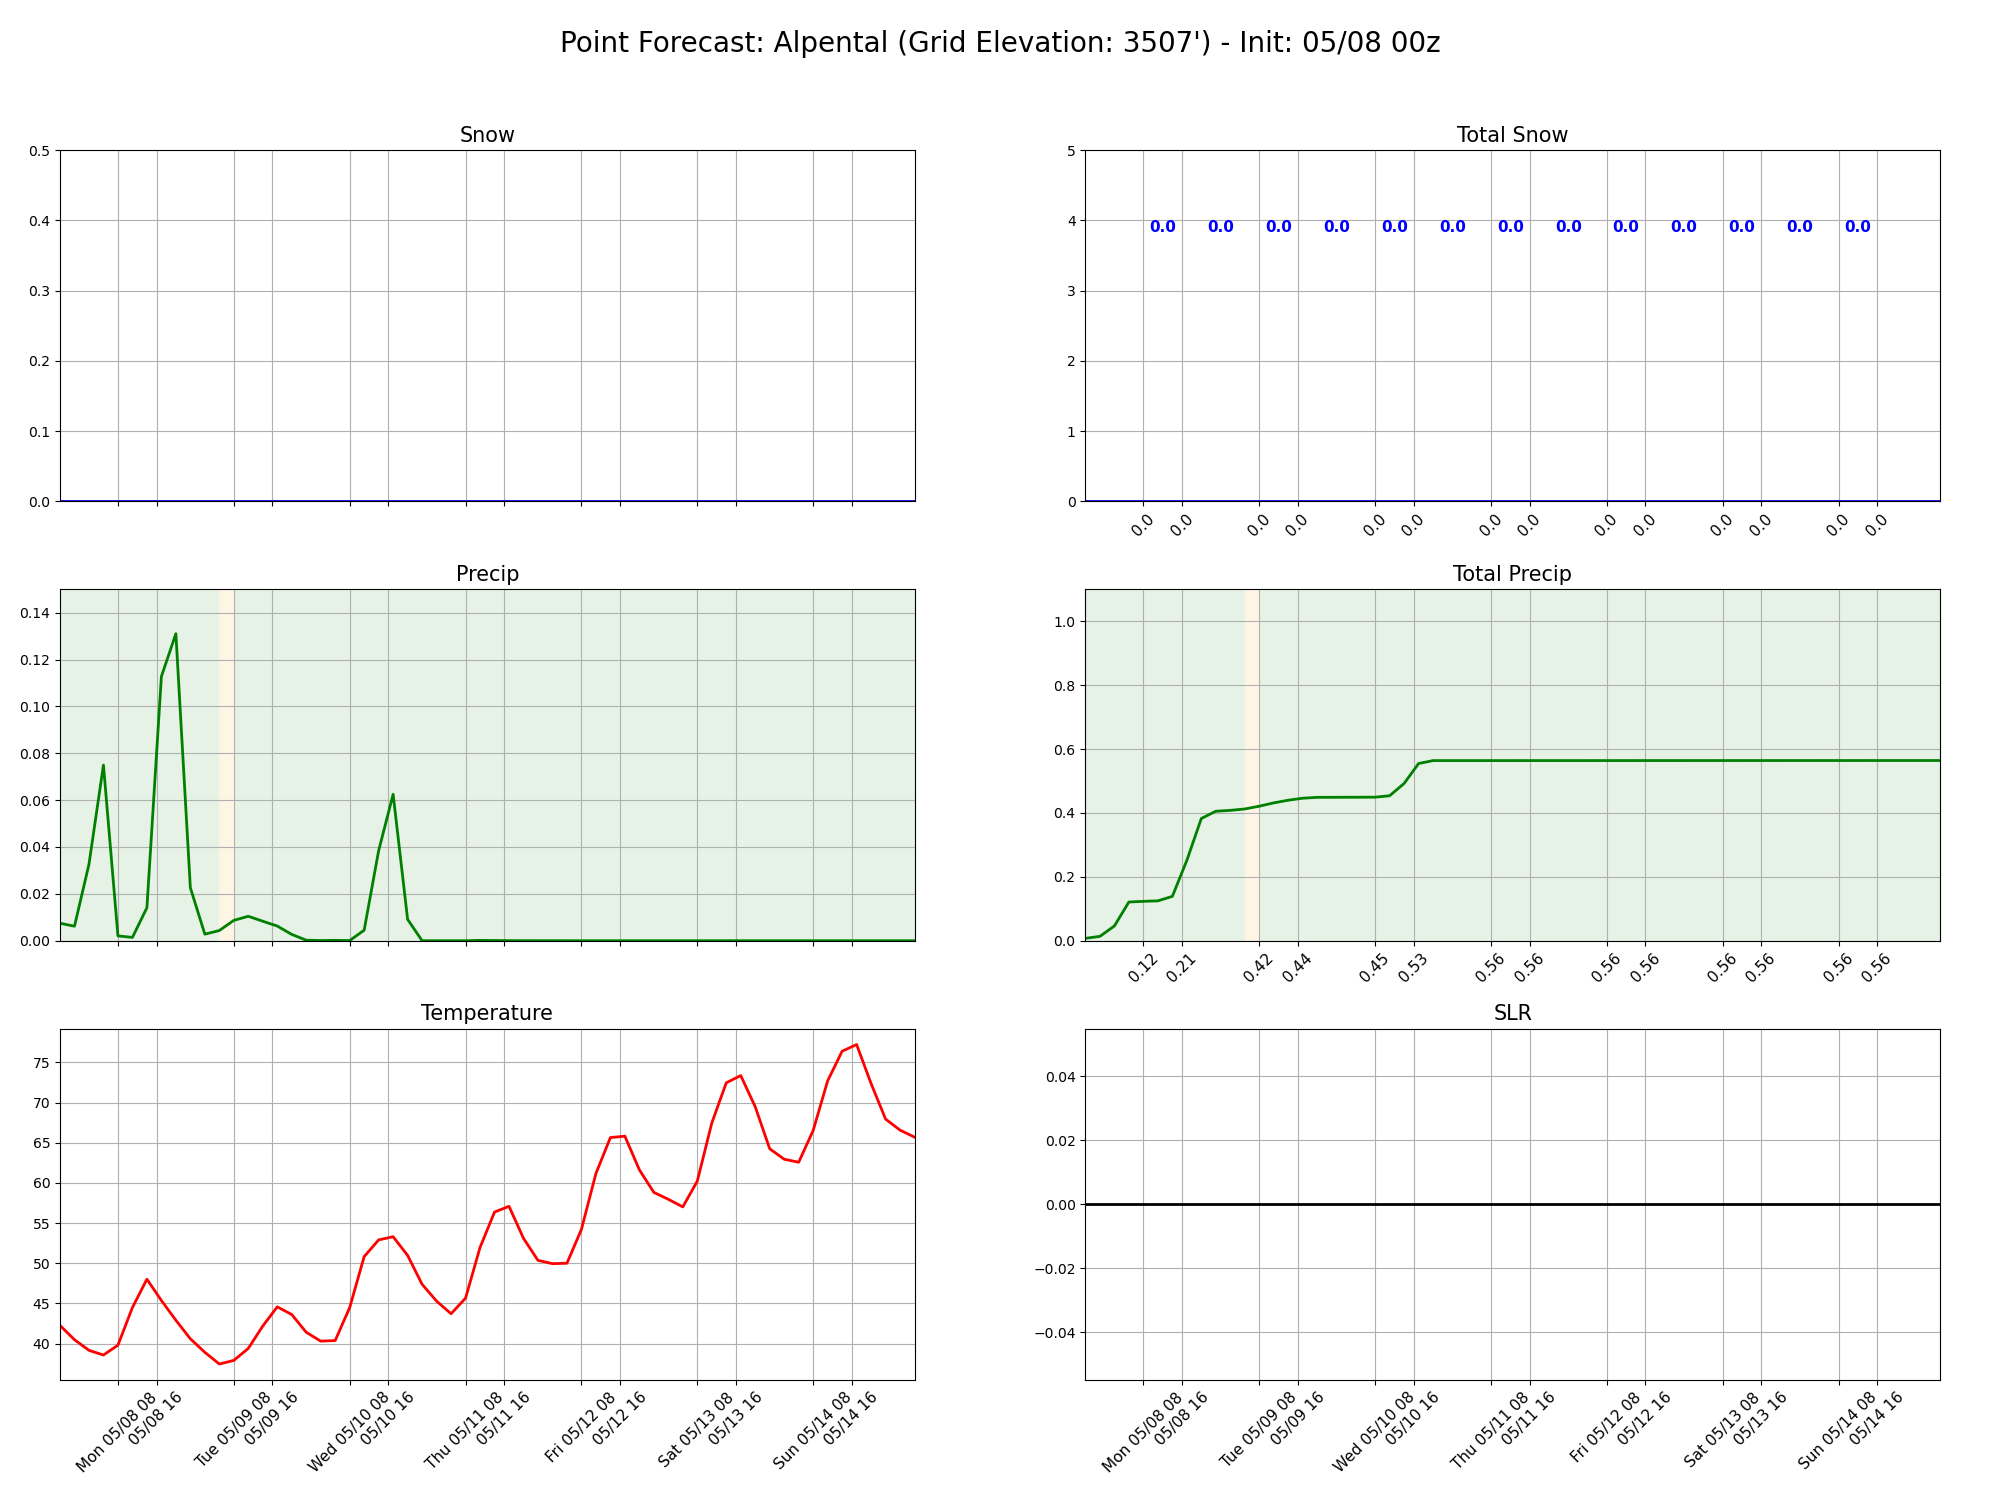 Point Forecast: Alpental (Grid Elevation: 3507') - Init: 05/08 00z
Snow
0.5
0.4
0.3
0.2
0.1
0.0
Total Snow
5
4
3
2
1
0
0.0 0.0 0.0 0.0 0.0 0.0 0.0 0.0 0.0 0.0 0.0 0.0 0.0
0.0 0.0 0.0 0.0 0.0 0.0 0.0 0.0 0.0 0.0 0.0 0.0 0.0 0.0
Precip
0.14
0.12
0.10
0.08
0.06
0.04
0.02
0.00
Total Precip
1.0
0.8
0.6
0.4
0.2
0.0
0.12 0.21 0.42 0.44 0.45 0.53 0.56 0.56 0.56 0.56 0.56 0.56 0.56 0.56
Temperature
75
70
65
60
55
50
45
40
Mon 05/08 08
05/08 16
Tue 05/09 08
05/09 16
Wed 05/10 08
05/10 16
Thu 05/11 08
05/11 16
Fri 05/12 08
05/12 16
Sat 05/13 08
05/13 16
Sun 05/14 08
05/14 16
SLR
0.04
0.02
0.00
−0.02
−0.04
Mon 05/08 08
05/08 16
Tue 05/09 08
05/09 16
Wed 05/10 08
05/10 16
Thu 05/11 08
05/11 16
Fri 05/12 08
05/12 16
Sat 05/13 08
05/13 16
Sun 05/14 08
05/14 16